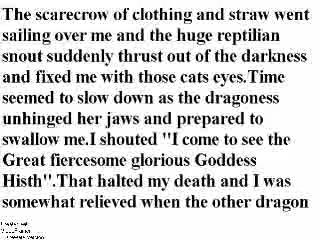 The scarecrow of clothing and straw went
sailing over me and the huge reptilian
snout suddenly thrust out of the darkness
and fixed me with those cats eyes.Time
seemed to slow down as the dragoness
unhinged her jaws and prepared to
swallow me.I shouted "I come to see the
Great fiercesome glorious Goddess
Histh".That halted my death and I was
somewhat relieved when the other dragon